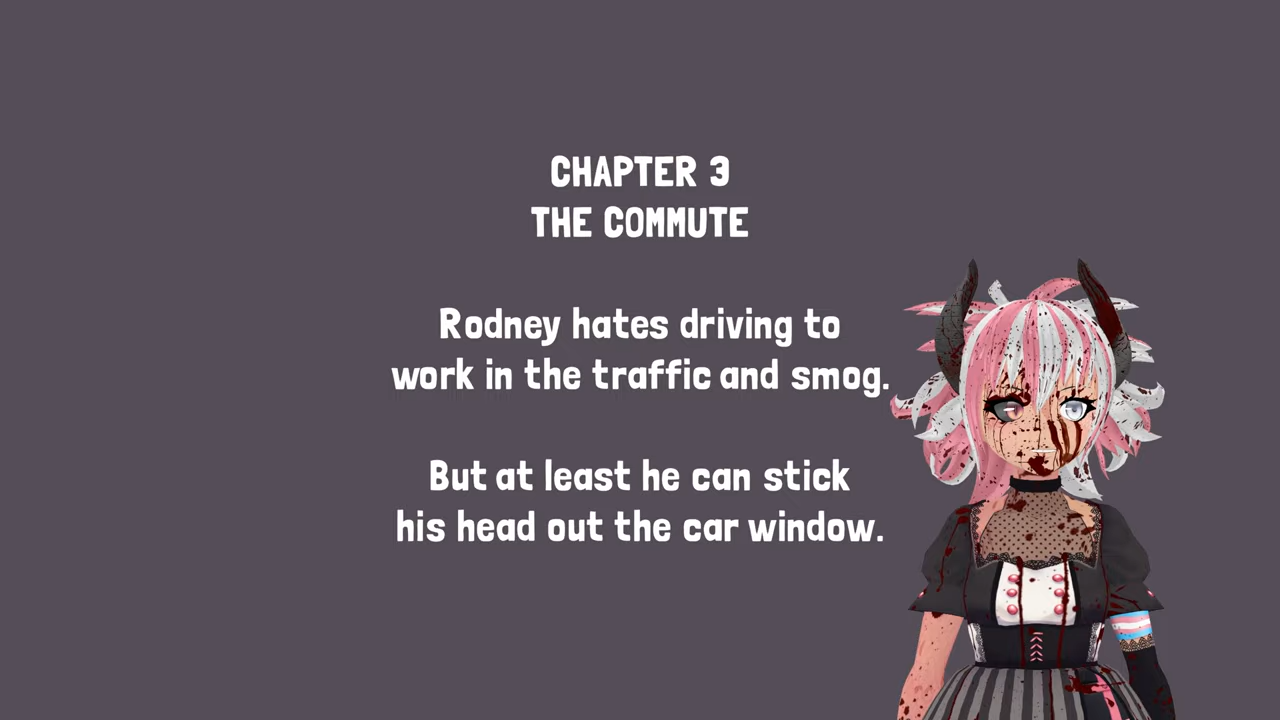 CHAPTER 3
THE COMMUTE
Rodney hates driving to
work in the traffic and smog.
But at least he can stick
his head out the car window.